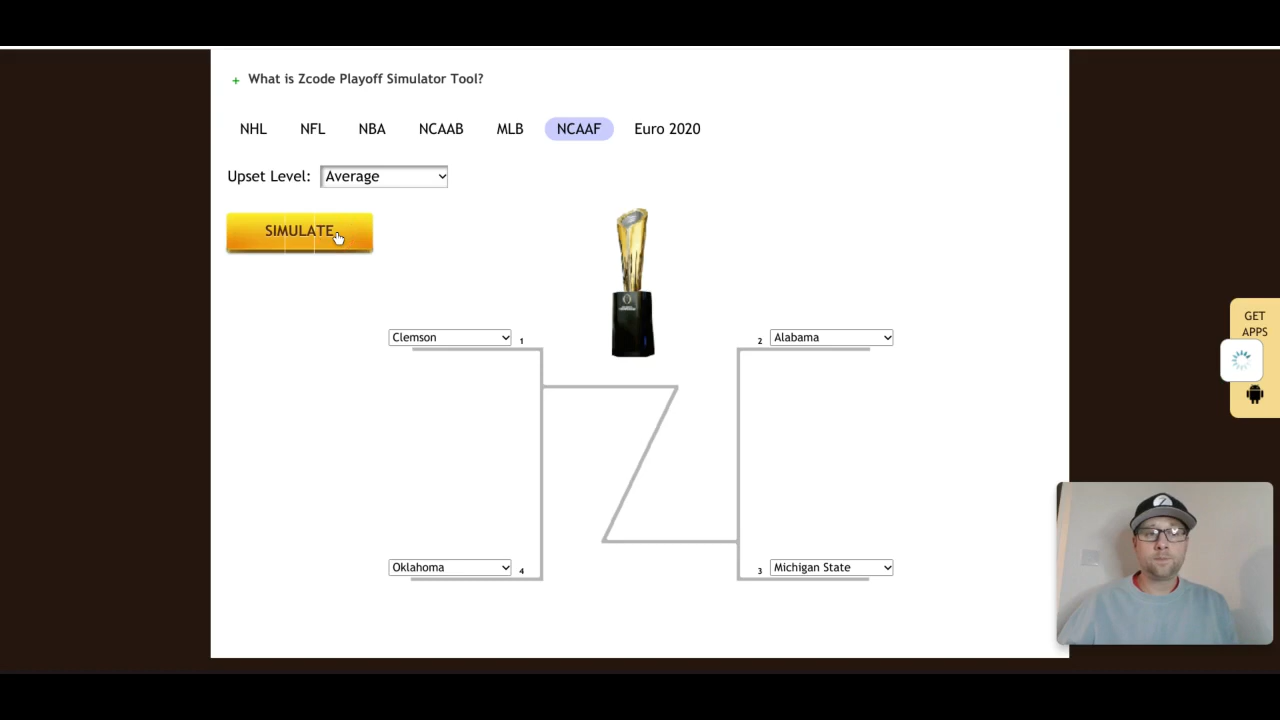 + What is Zcode Playoff Simulator Tool?
NHL NFL NBA NCAAB MLB NCAAF Euro 2020
Upset Level: Average
SIMULATE
Clemson 1
2 Alabama
GET
APPS
Oklahoma 4
3 Michigan State